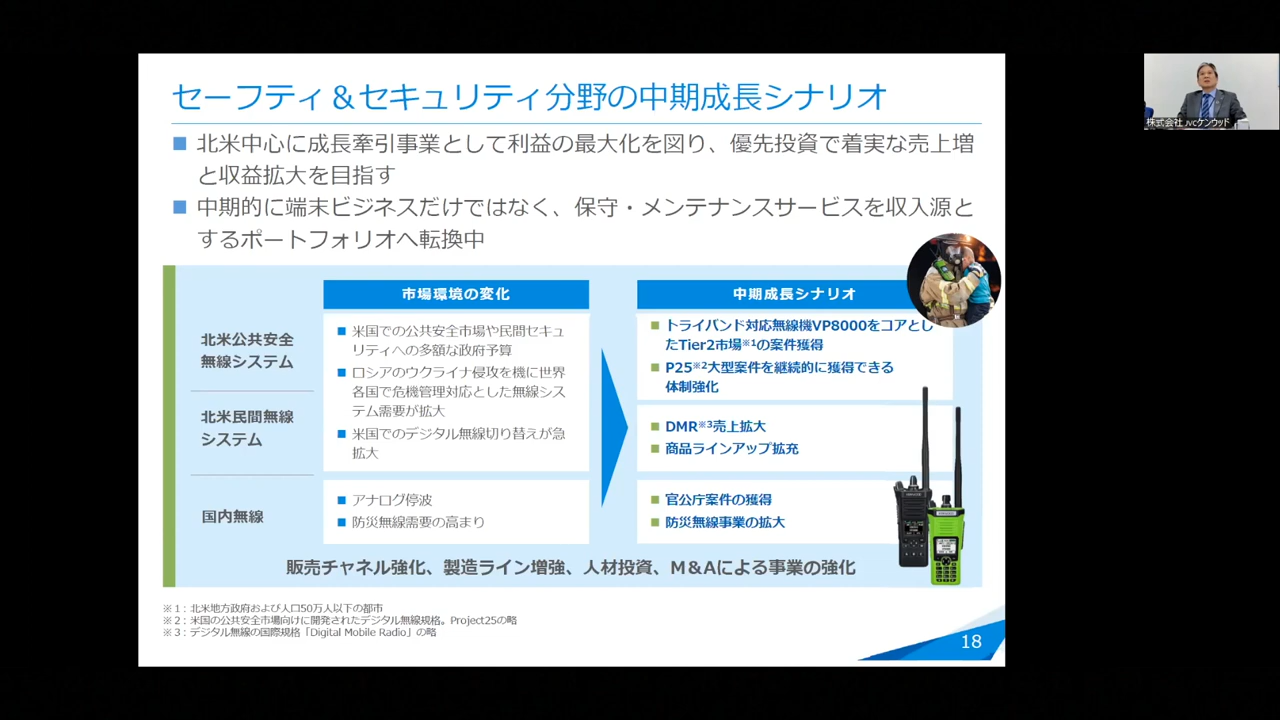 セーフティ＆セキュリティ分野の中期成長シナリオ
北米中心に成長牽引事業として利益の最大化を図り、優先投資で着実な売上増
と収益拡大を目指す
中期的に端末ビジネスだけではなく、保守・メンテナンスサービスを収入源と
するポートフォリオへ転換中
市場環境の変化
中期成長シナリオ
北米公共安全
無線システム
北米民間無線
システム
米国での公共安全市場や民間セキュ
リティへの多額な政府予算
ロシアのウクライナ侵攻を機に世界
各国で危機管理対応とした無線シス
テム需要が拡大
米国でのデジタル無線切り替えが急
拡大
トライバンド対応無線機VP8000をコアとし
たTier2市場※1の案件獲得
P25※2大型案件を継続的に獲得できる
体制強化
DMR※3売上拡大
商品ラインアップ拡充
国内無線
アナログ停波
防災無線需要の高まり
官公庁案件の獲得
防災無線事業の拡大
販売チャネル強化、製造ライン増強、人材投資、M&Aによる事業の強化
※1：北米地方政府および人口50万人以下の都市
※2：米国の公共安全市場向けに開発されたデジタル無線規格。Project25の略
※3：デジタル無線の国際規格「Digital Mobile Radio」の略
18
株式会社 JVCケンウッド